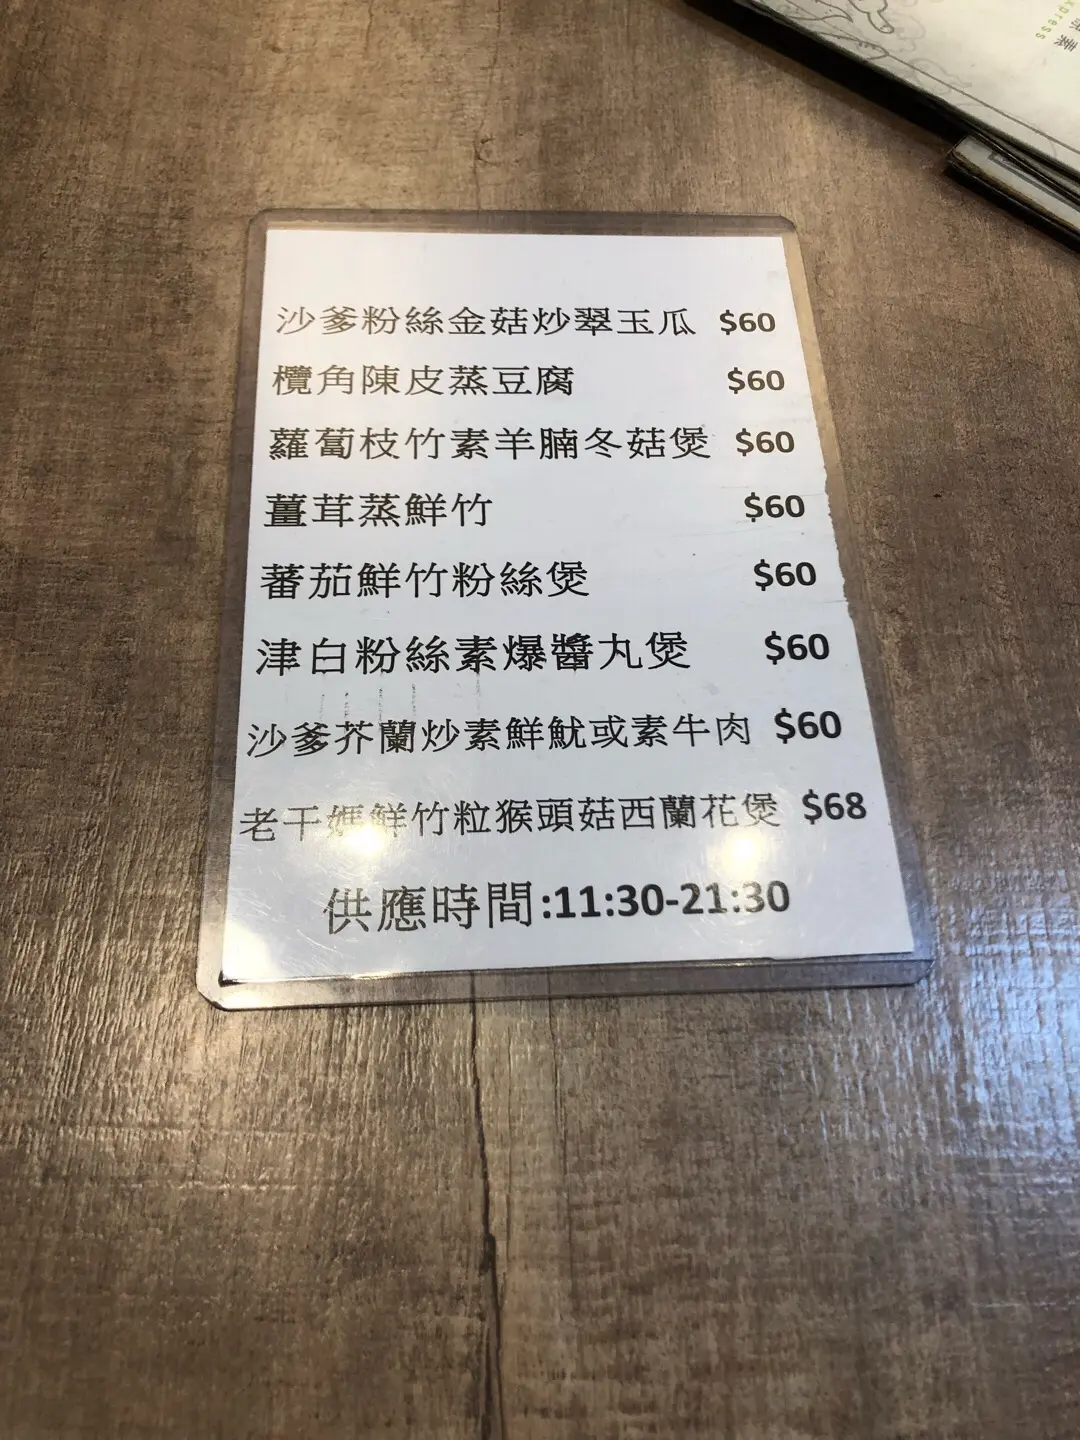 沙爹粉絲金菇炒翠玉瓜 $60
欖角陳皮蒸豆腐 $60
蘿蔔枝竹素羊腩冬菇煲 $60
薑茸蒸鮮竹 $60
蕃茄鮮竹粉絲煲 $60
津白粉絲素爆醬丸煲 $60
沙爹芥蘭炒素鮮魷或素牛肉 $60
老干媽鮮竹粒猴頭菇西蘭花煲 $68
供應時間:11:30-21:30
xpress
素